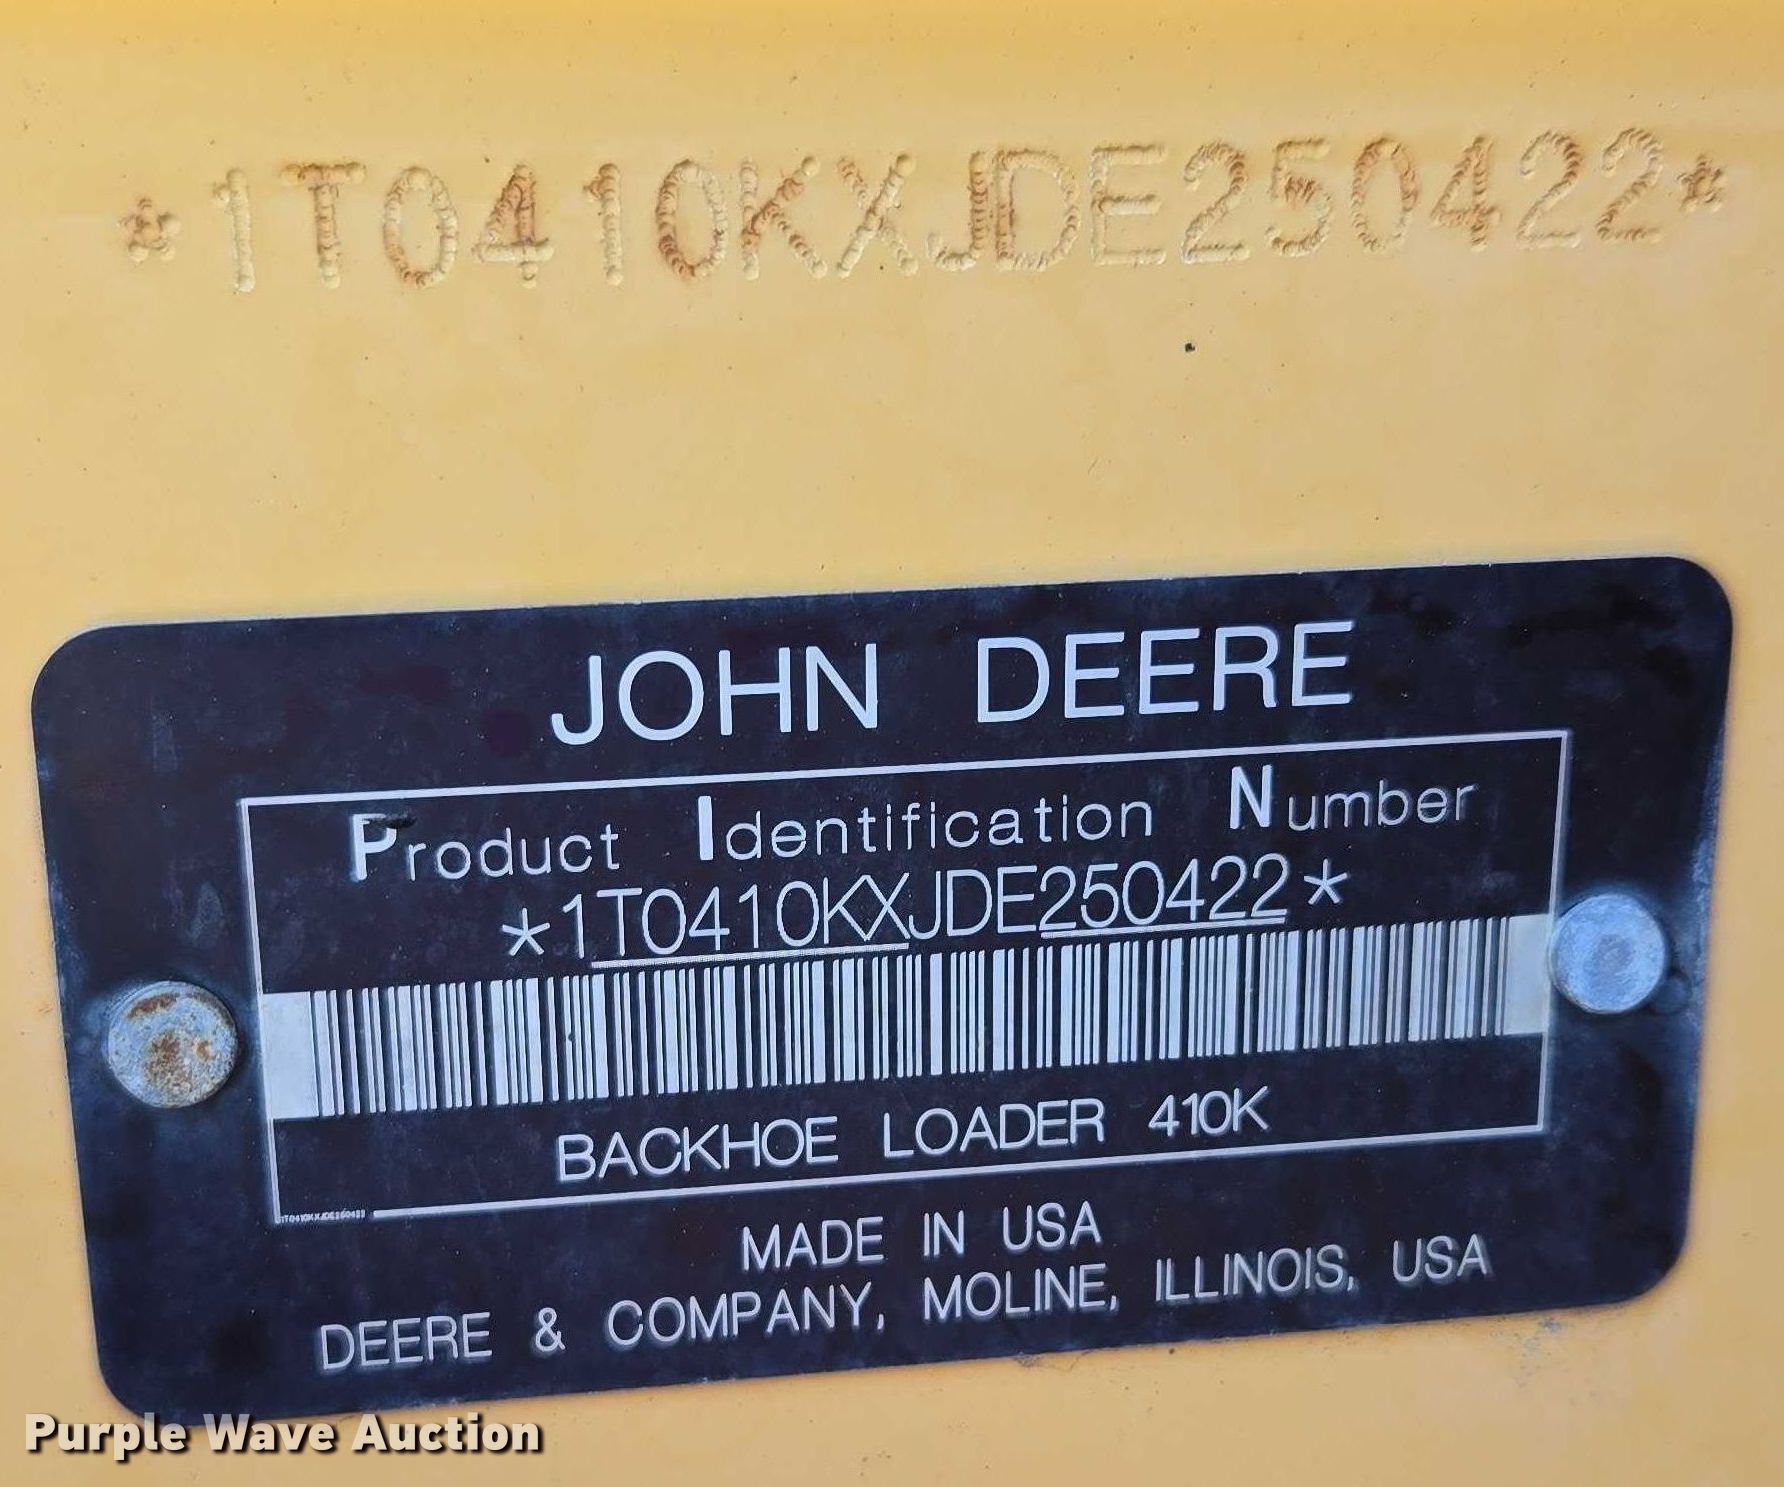 *1T0410KXJDE250422*
JOHN DEERE
Product Identification Number
*1T0410KXJDE250422*
BACKHOE LOADER 410K
1T0410KXJDE250422
MADE IN USA
DEERE & COMPANY, MOLINE, ILLINOIS, USA
Purple Wave Auction